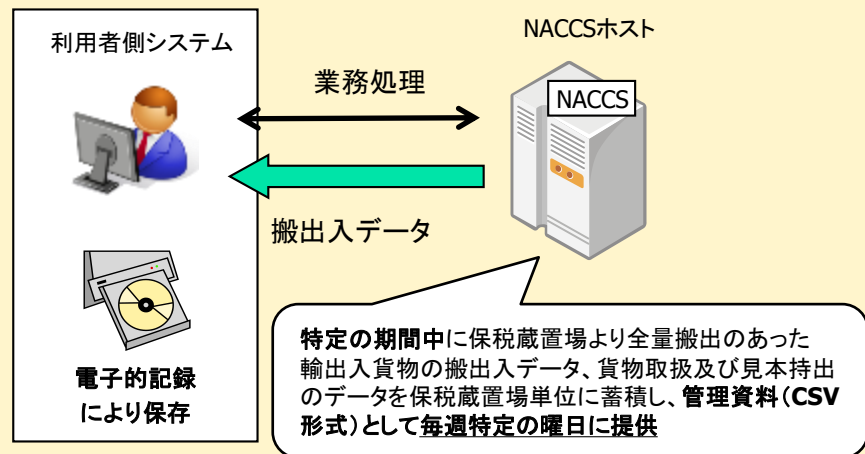 利用者側システム
NACCSホスト
業務処理
NACCS
搬出入データ
電子的記録
により保存
特定の期間中に保税蔵置場より全量搬出のあった
輸出入貨物の搬出入データ、貨物取扱及び見本持出
のデータを保税蔵置場単位に蓄積し、管理資料(CSV
形式)として毎週特定の曜日に提供